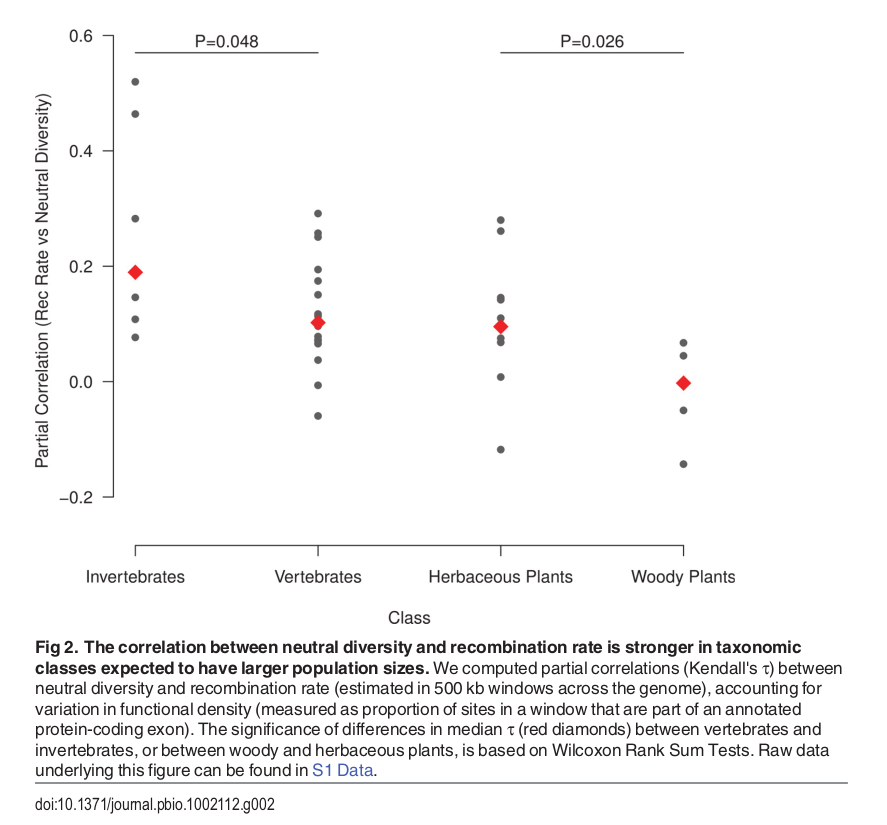 P=0.048
P=0.026
0.6
0.4
0.2
0.0
−0.2
Partial Correlation (Rec Rate vs Neutral Diversity)
Invertebrates
Vertebrates
Herbaceous Plants
Woody Plants
Class
Fig 2. The correlation between neutral diversity and recombination rate is stronger in taxonomic
classes expected to have larger population sizes. We computed partial correlations (Kendall's τ) between
neutral diversity and recombination rate (estimated in 500 kb windows across the genome), accounting for
variation in functional density (measured as proportion of sites in a window that are part of an annotated
protein-coding exon). The significance of differences in median τ (red diamonds) between vertebrates and
invertebrates, or between woody and herbaceous plants, is based on Wilcoxon Rank Sum Tests. Raw data
underlying this figure can be found in S1 Data.
doi:10.1371/journal.pbio.1002112.g002